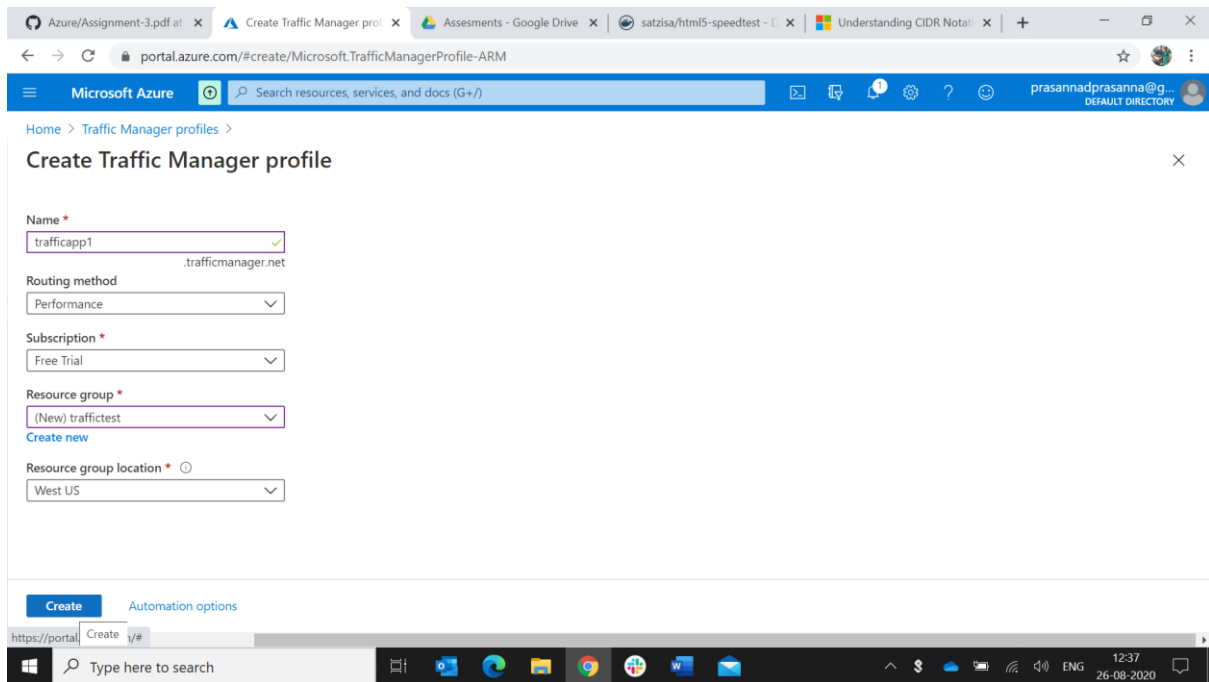 Azure/Assignment-3.pdf at
Create Traffic Manager prof
Assesments - Google Drive
satzisa/html5-speedtest - D
Understanding CIDR Notati
portal.azure.com/#create/Microsoft.TrafficManagerProfile-ARM
Microsoft Azure
Search resources, services, and docs (G+/)
1
prasannadprasanna@g...
DEFAULT DIRECTORY
Home > Traffic Manager profiles >
Create Traffic Manager profile
Name *
trafficapp1
.trafficmanager.net
Routing method
Performance
Subscription *
Free Trial
Resource group *
(New) traffictest
Create new
Resource group location *
West US
Create
Automation options
https://portal.
Create
n/#
Type here to search
ENG
12:37
26-08-2020